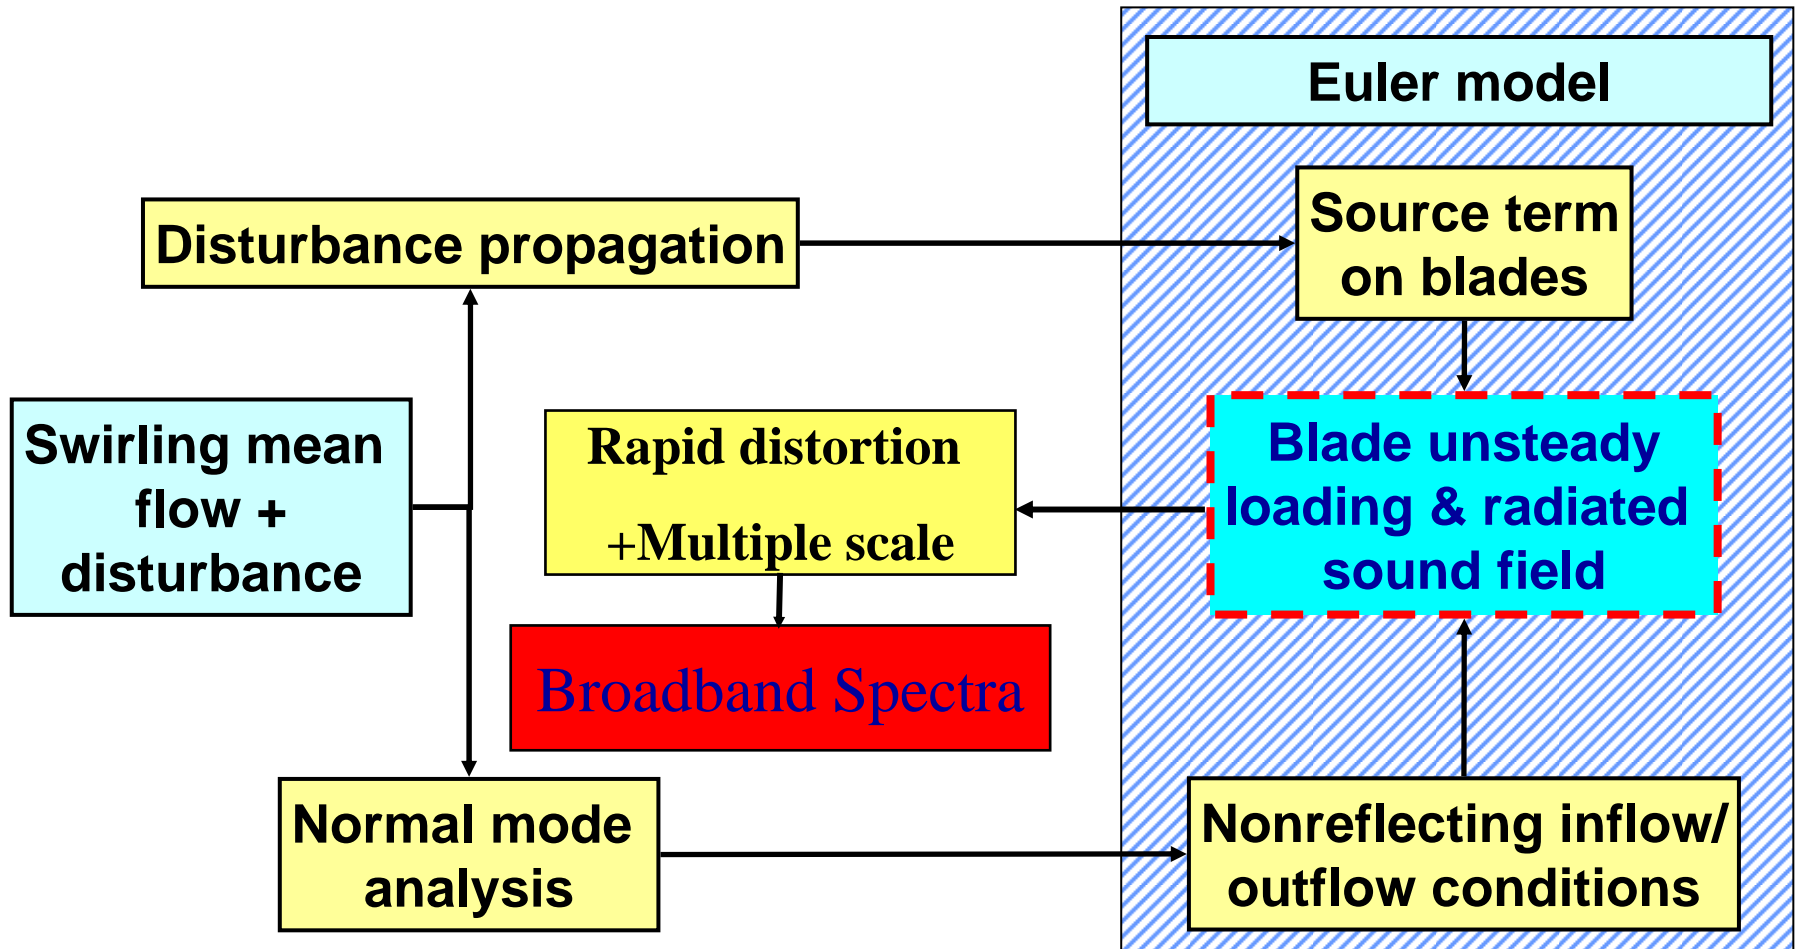 Euler model
Disturbance propagation
Source term
on blades
Swirling mean
flow +
disturbance
Rapid distortion
+Multiple scale
Blade unsteady
loading & radiated
sound field
Broadband Spectra
Normal mode
analysis
Nonreflecting inflow/
outflow conditions